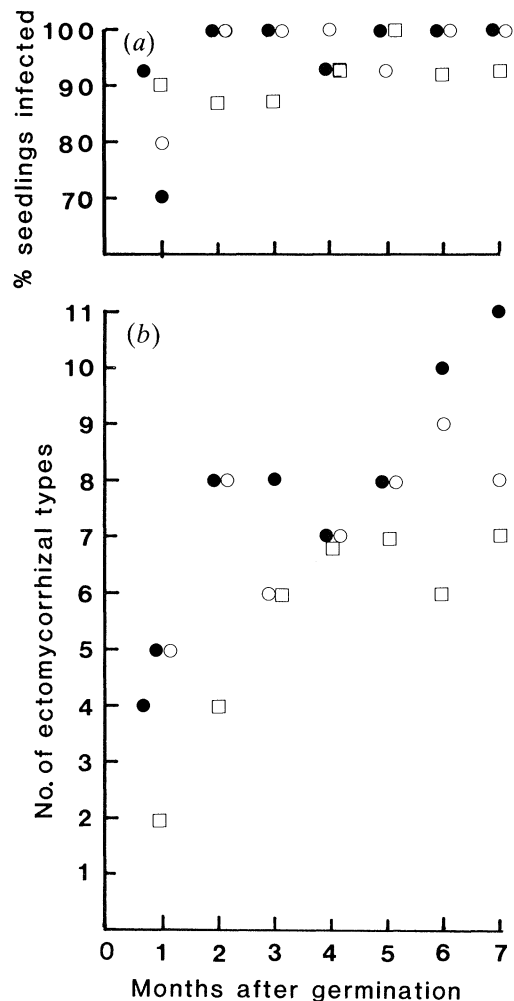 % seedlings infected
100
90
80
70
(a)
No. of ectomycorrhizal types
11
10
9
8
7
6
5
4
3
2
1
(b)
0 1 2 3 4 5 6 7
Months after germination